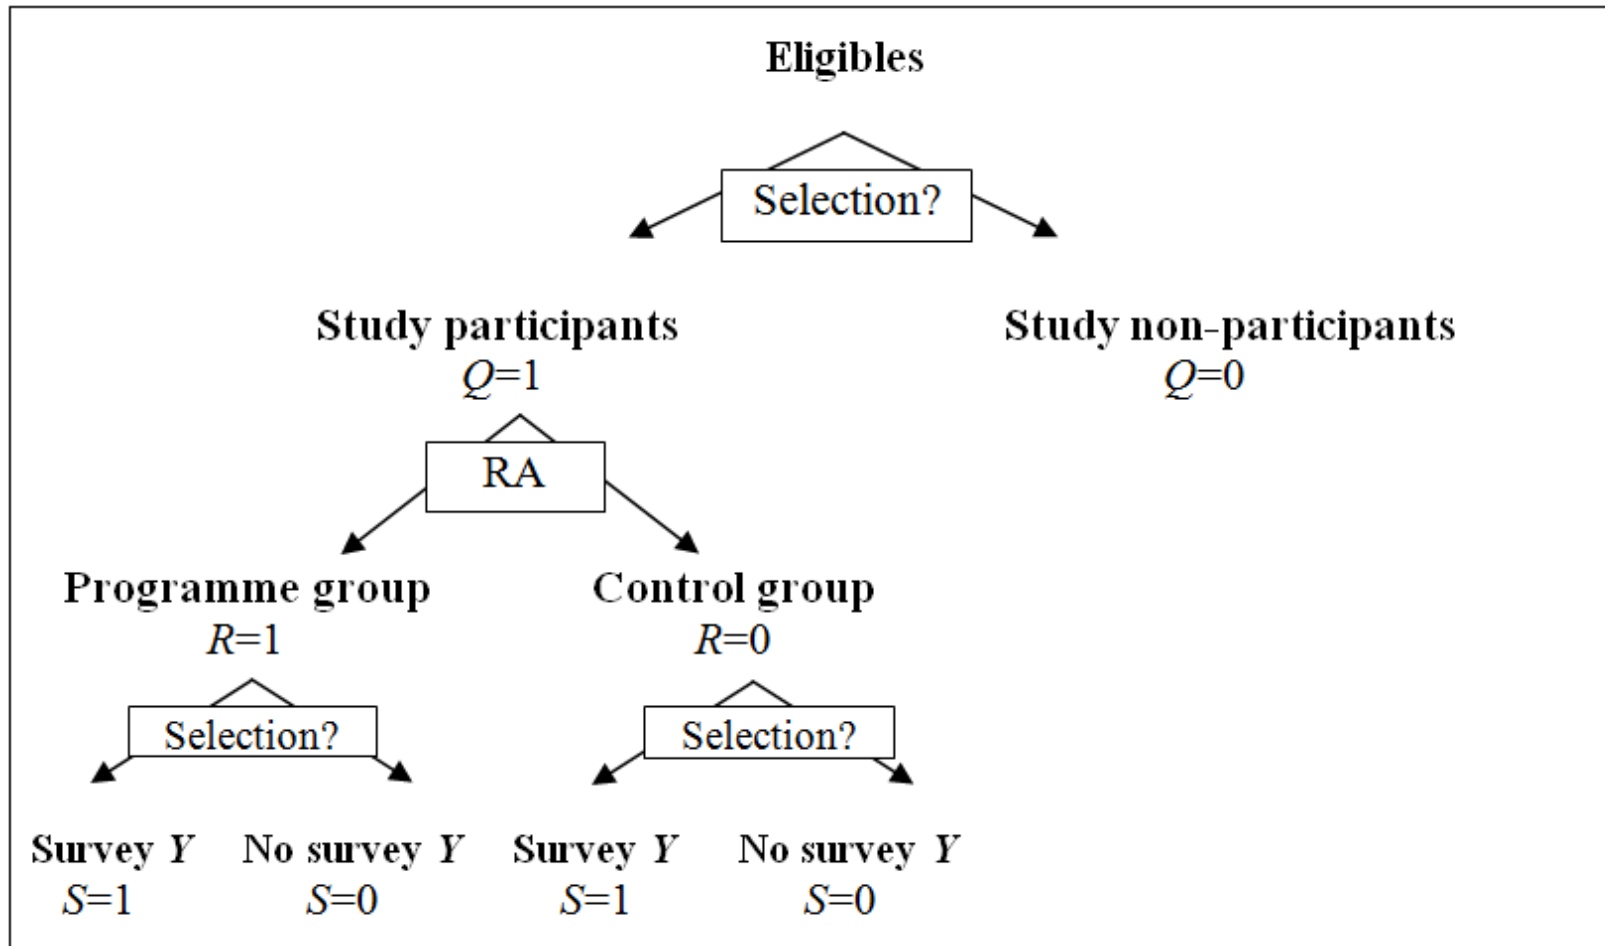 Eligibles
Selection?
Study participants Study non-participants
Q=1 Q=0
RA
Programme group Control group
R=1 R=0
Selection? Selection?
Survey Y No survey Y Survey Y No survey Y
S=1 S=0 S=1 S=0